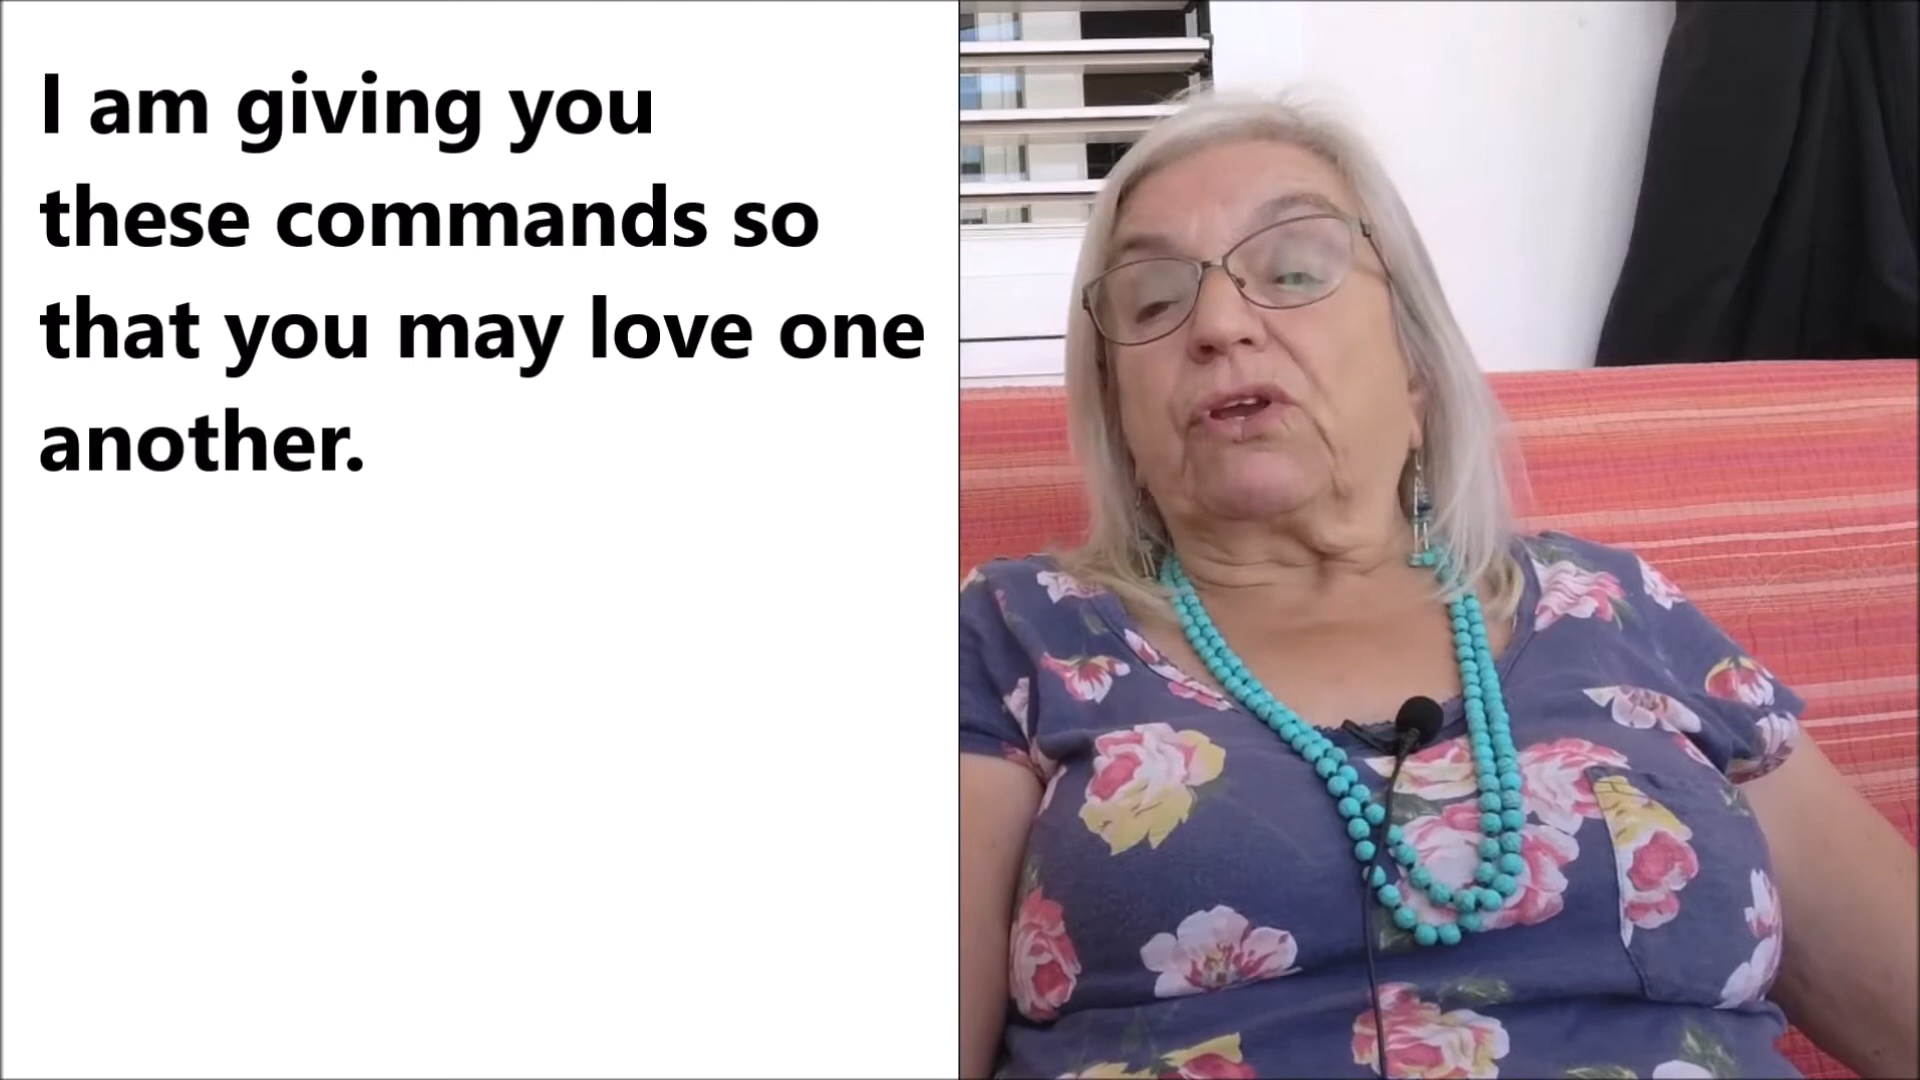 I am giving you
these commands so
that you may love one
another.